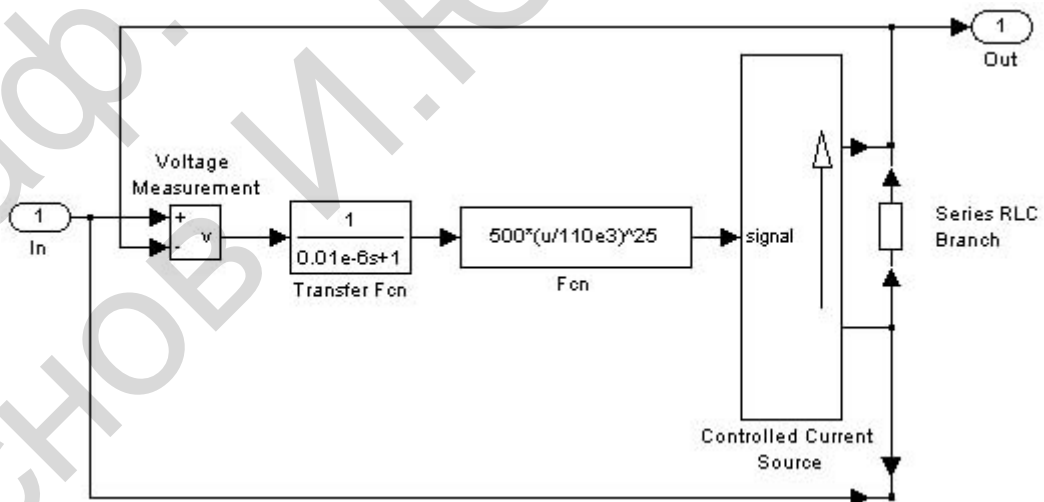 1
Out
Voltage
Measurement
1
In
+
-
v
1
0.01e-6s+1
Transfer Fcn
500*(u/110e3)^25
Fcn
signal
Controlled Current
Source
Series RLC
Branch